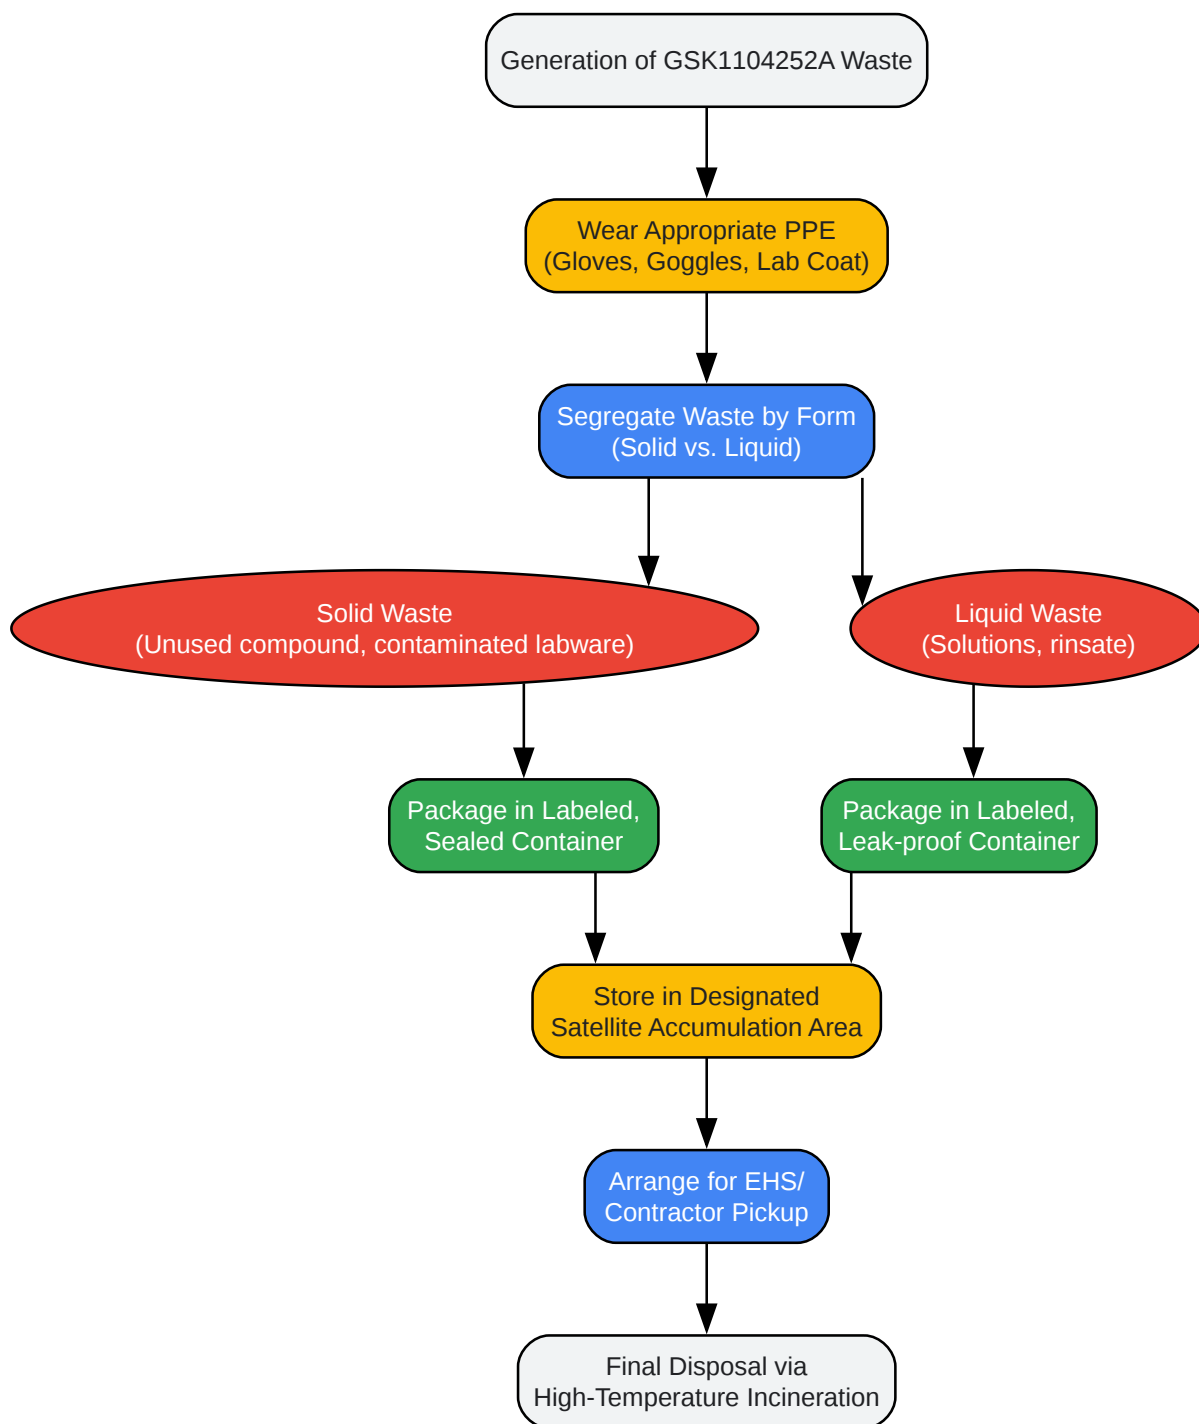 Generation of GSK1104252A Waste
Wear Appropriate PPE
(Gloves, Goggles, Lab Coat)
Segregate Waste by Form
(Solid vs. Liquid)
Solid Waste
(Unused compound, contaminated labware)
Liquid Waste
(Solutions, rinsate)
Package in Labeled,
Sealed Container
Package in Labeled,
Leak-proof Container
Store in Designated
Satellite Accumulation Area
Arrange for EHS/
Contractor Pickup
Final Disposal via
High-Temperature Incineration